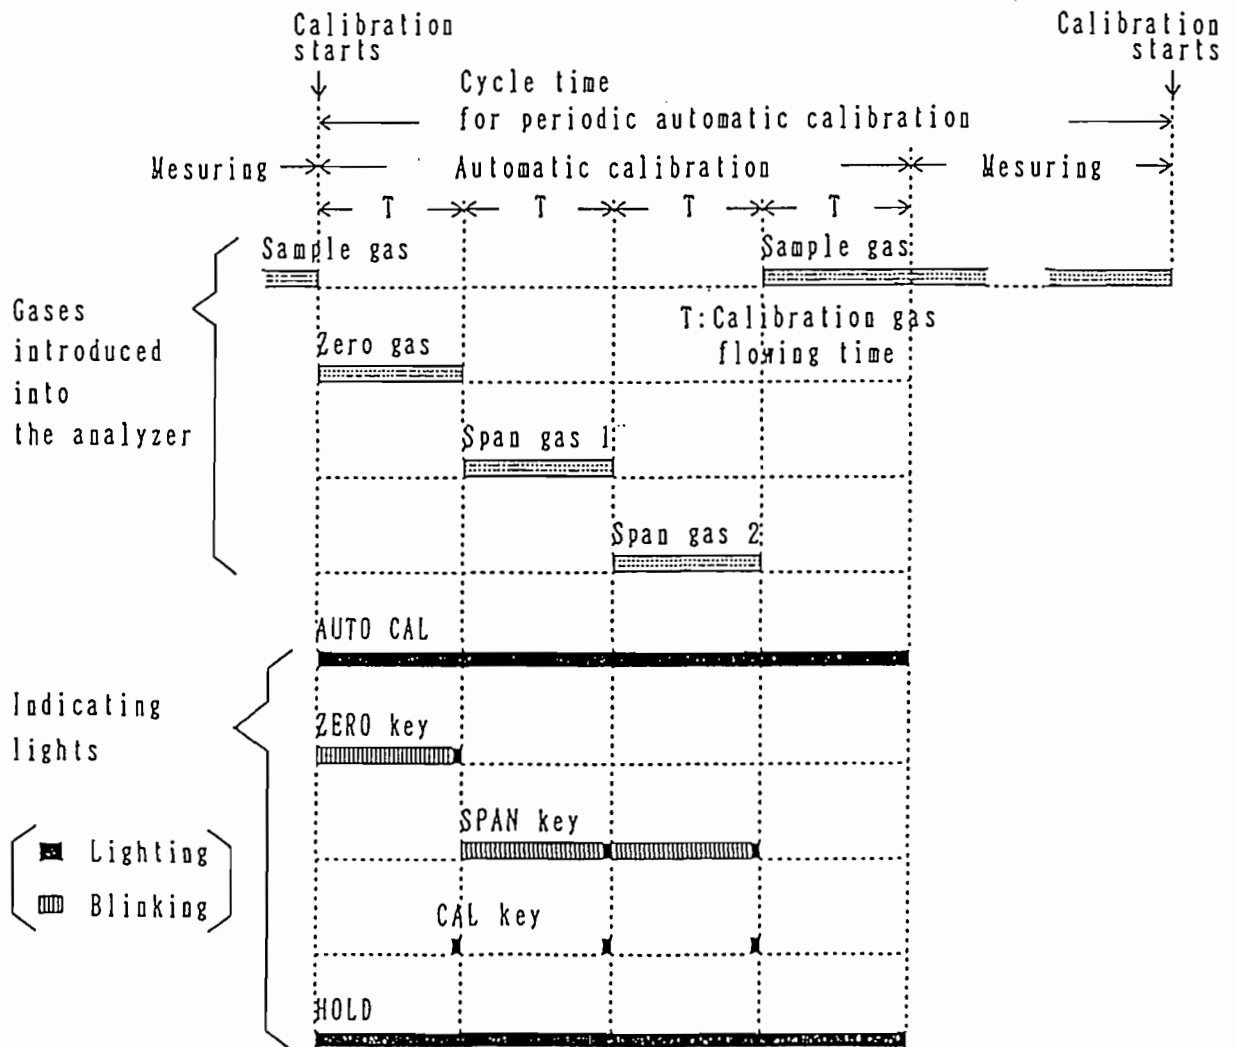 Calibration
starts
Calibration
starts
Cycle time
for periodic automatic calibration
Mesuring
Automatic calibration
Mesuring
T
T
T
T
Sample gas
Sample gas
Gases
introduced
into
the analyzer
T:Calibration gas
flowing time
Zero gas
Span gas 1
Span gas 2
AUTO CAL
Indicating
lights
ZERO key
SPAN key
Lighting
Blinking
CAL key
HOLD